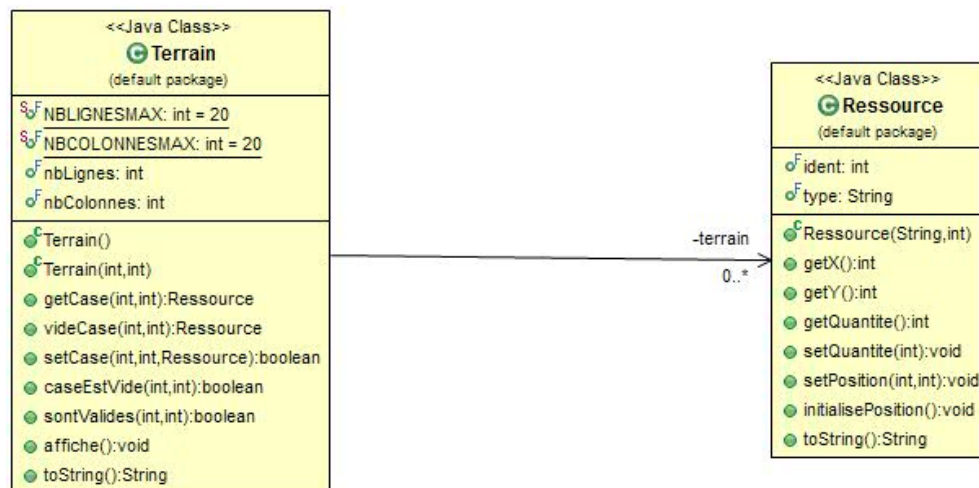 <<Java Class>>
Terrain
(default package)
NBLIGNESMAX: int = 20
NBCOLONNESMAX: int = 20
nbLignes: int
nbColonnes: int
Terrain()
Terrain(int,int)
getCase(int,int):Ressource
videCase(int,int):Ressource
setCase(int,int,Ressource):boolean
caseEstVide(int,int):boolean
sontValides(int,int):boolean
affiche():void
toString():String
-terrain
0..*
<<Java Class>>
Ressource
(default package)
ident: int
type: String
Ressource(String,int)
getX():int
getY():int
getQuantite():int
setQuantite(int):void
setPosition(int,int):void
initialisePosition():void
toString():String